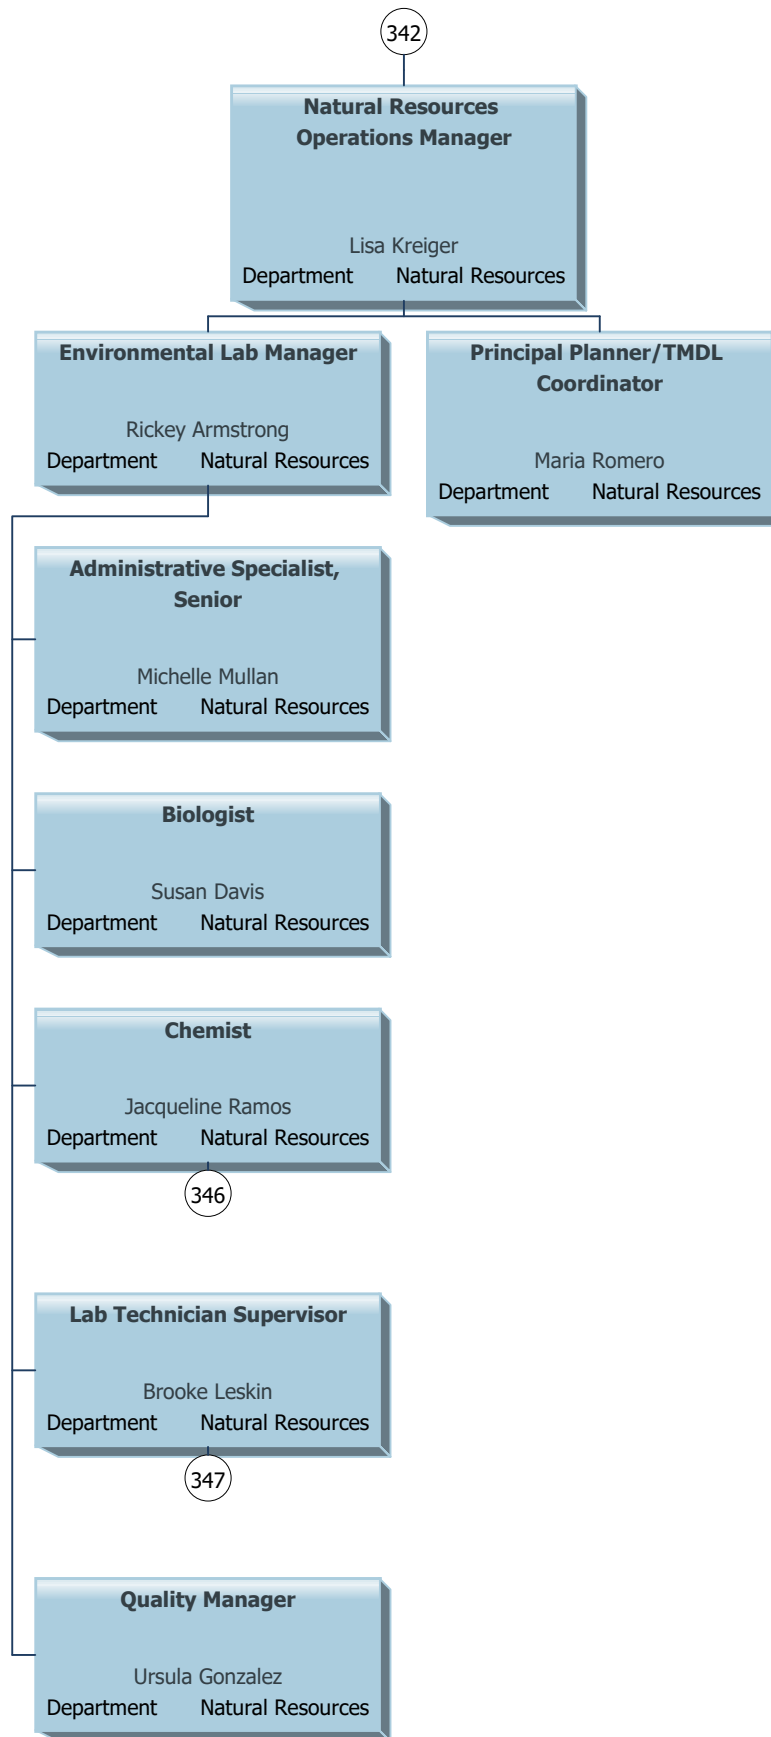 342
Natural Resources
Operations Manager
Lisa Kreiger
Department Natural Resources
Environmental Lab Manager
Rickey Armstrong
Department Natural Resources
Principal Planner/TMDL
Coordinator
Maria Romero
Department Natural Resources
Administrative Specialist,
Senior
Michelle Mullan
Department Natural Resources
Biologist
Susan Davis
Department Natural Resources
Chemist
Jacqueline Ramos
Department Natural Resources
346
Lab Technician Supervisor
Brooke Leskin
Department Natural Resources
347
Quality Manager
Ursula Gonzalez
Department Natural Resources